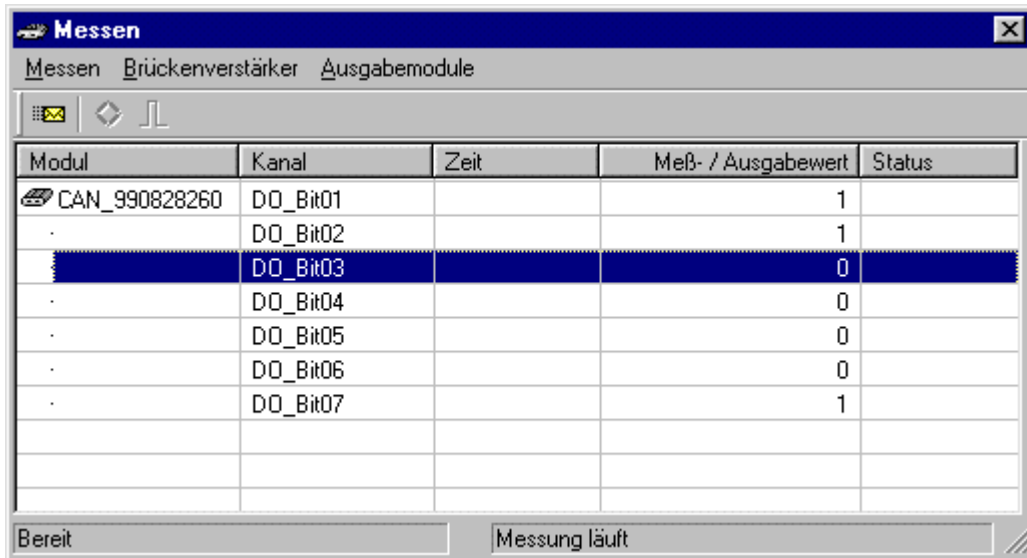 Messen
Messen Brückenverstärker Ausgabemodule
Modul Kanal Zeit Meß- / Ausgabewert Status
CAN_990828260 DO_Bit01 1
DO_Bit02 1
DO_Bit03 0
DO_Bit04 0
DO_Bit05 0
DO_Bit06 0
DO_Bit07 1
Bereit Messung läuft